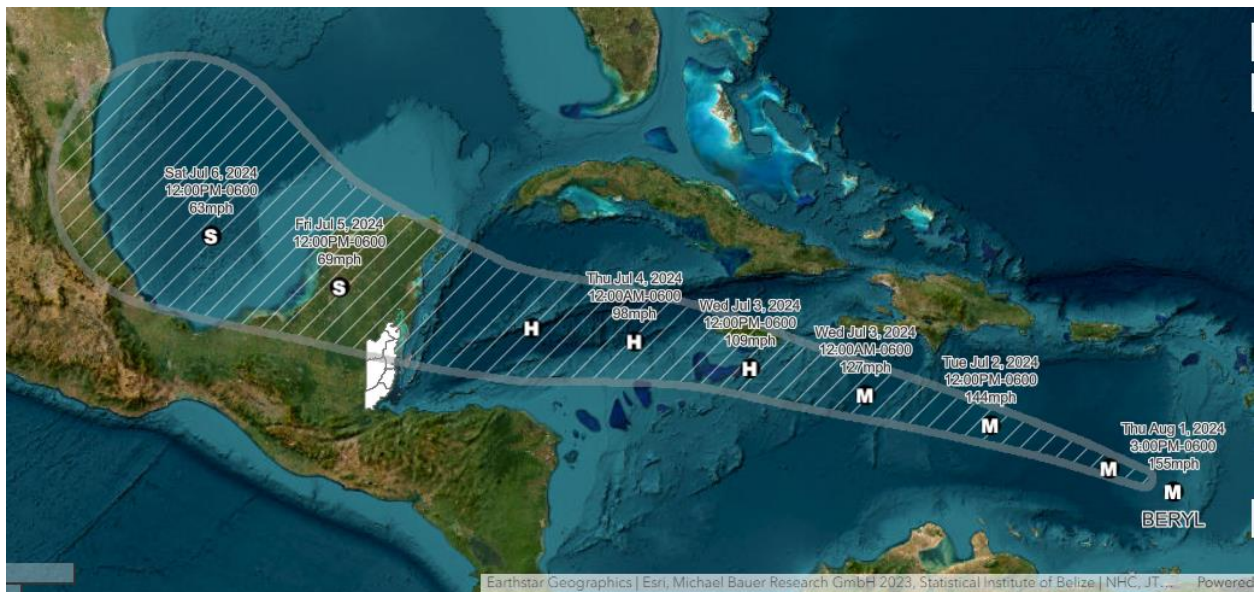 Sat Jul 6, 2024
12:00PM-0600
63mph
S
Fri Jul 5, 2024
12:00PM-0600
69mph
S
H
Thu Jul 4, 2024
12:00AM-0600
98mph
H
Wed Jul 3, 2024
12:00PM-0600
109mph
H
Wed Jul 3, 2024
12:00AM-0600
127mph
M
Tue Jul 2, 2024
12:00PM-0600
144mph
M
M
Thu Aug 1, 2024
3:00PM-0600
155mph
M
BERYL
Earthstar Geographics | Esri, Michael Bauer Research GmbH 2023, Statistical Institute of Belize | NHC, JT... Powered